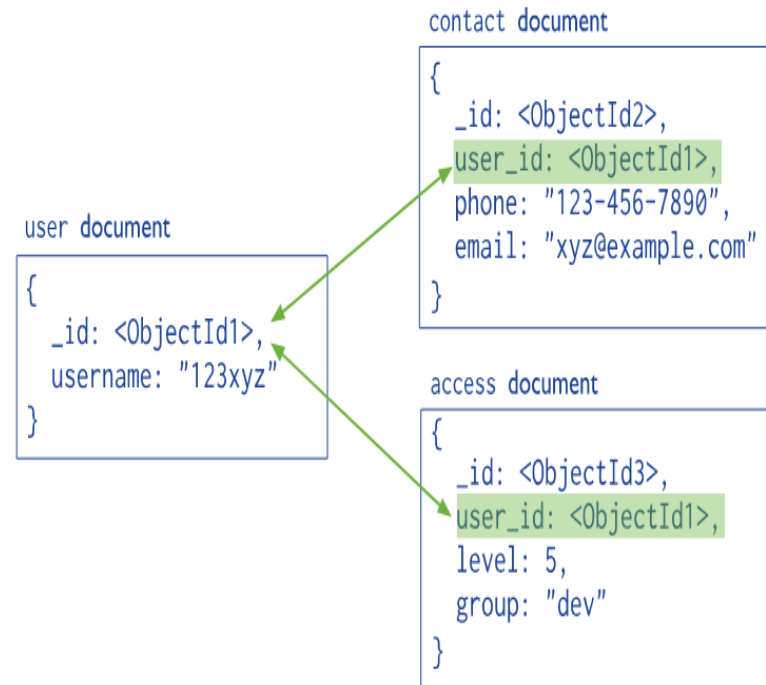 user document
{
_id: <ObjectId1>,
username: "123xyz"
}
contact document
{
_id: <ObjectId2>,
user_id: <ObjectId1>,
phone: "123-456-7890",
email: "xyz@example.com"
}
access document
{
_id: <ObjectId3>,
user_id: <ObjectId1>,
level: 5,
group: "dev"
}